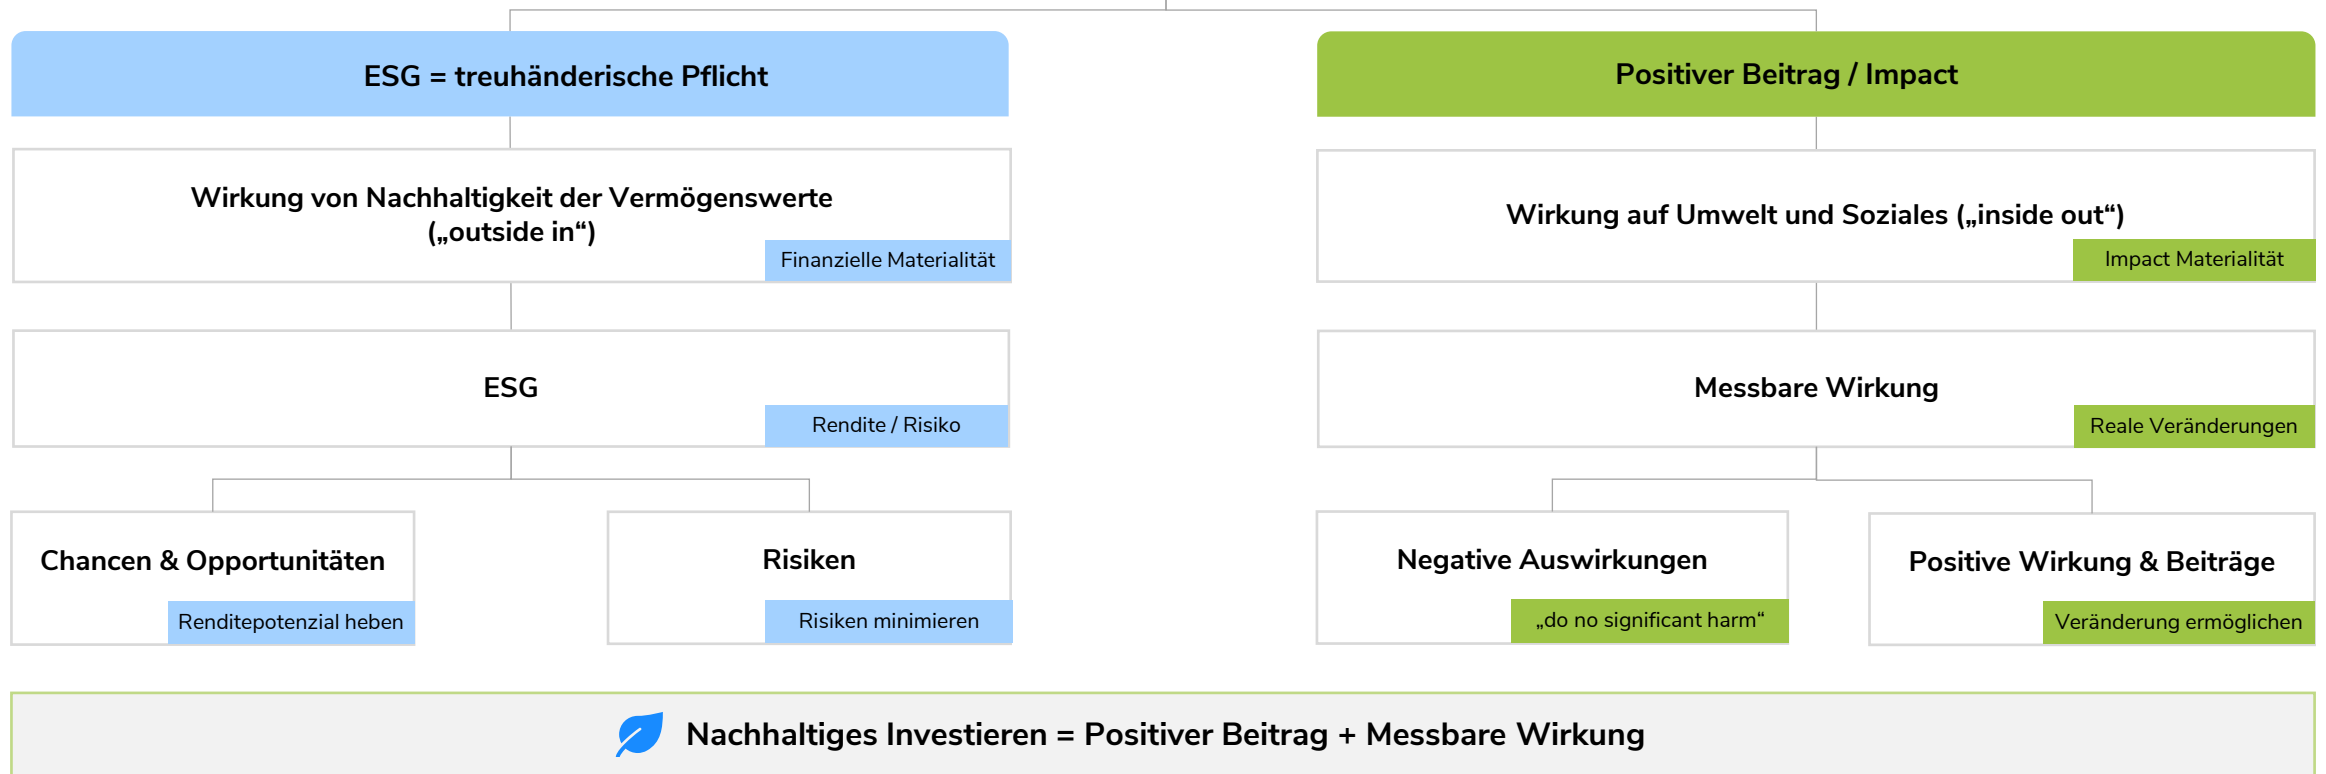 ESG = treuhänderische Pflicht
Positiver Beitrag / Impact
Wirkung von Nachhaltigkeit der Vermögenswerte
(„outside in“)
Finanzielle Materialität
Wirkung auf Umwelt und Soziales („inside out“)
Impact Materialität
ESG
Rendite / Risiko
Messbare Wirkung
Reale Veränderungen
Chancen & Opportunitäten
Renditepotenzial heben
Risiken
Risiken minimieren
Negative Auswirkungen
„do no significant harm“
Positive Wirkung & Beiträge
Veränderung ermöglichen
Nachhaltiges Investieren = Positiver Beitrag + Messbare Wirkung